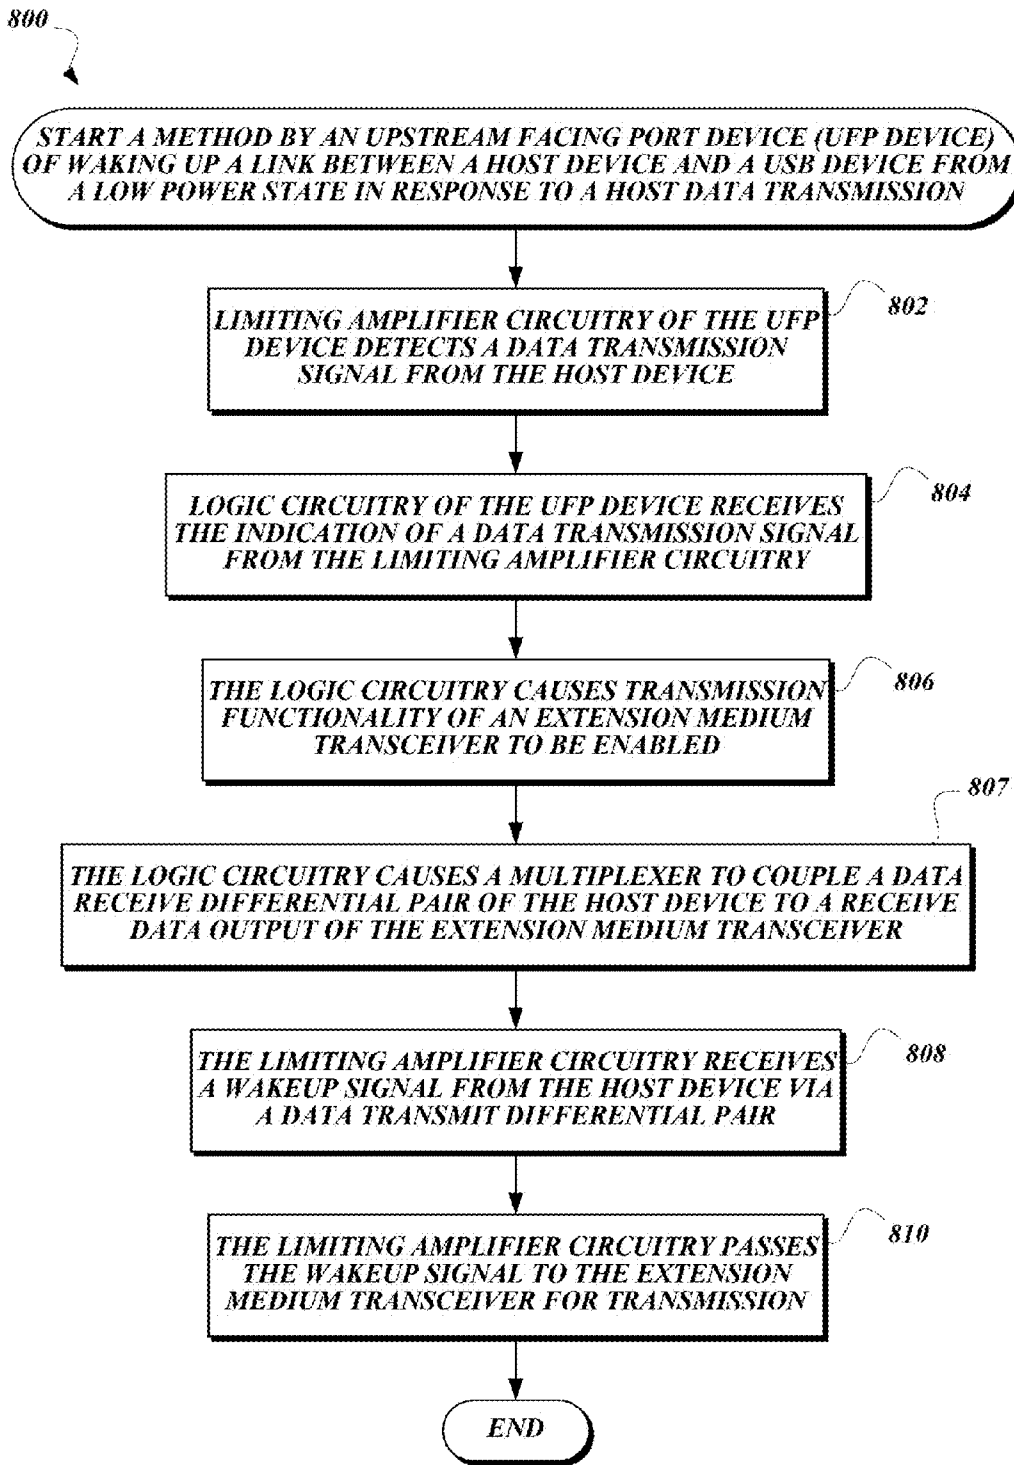 800
START A METHOD BY AN UPSTREAM FACING PORT DEVICE (UFP DEVICE)
OF WAKING UP A LINK BETWEEN A HOST DEVICE AND A USB DEVICE FROM
A LOW POWER STATE IN RESPONSE TO A HOST DATA TRANSMISSION
802
LIMITING AMPLIFIER CIRCUITRY OF THE UFP
DEVICE DETECTS A DATA TRANSMISSION
SIGNAL FROM THE HOST DEVICE
804
LOGIC CIRCUITRY OF THE UFP DEVICE RECEIVES
THE INDICATION OF A DATA TRANSMISSION SIGNAL
FROM THE LIMITING AMPLIFIER CIRCUITRY
806
THE LOGIC CIRCUITRY CAUSES TRANSMISSION
FUNCTIONALITY OF AN EXTENSION MEDIUM
TRANSCEIVER TO BE ENABLED
807
THE LOGIC CIRCUITRY CAUSES A MULTIPLEXER TO COUPLE A DATA
RECEIVE DIFFERENTIAL PAIR OF THE HOST DEVICE TO A RECEIVE
DATA OUTPUT OF THE EXTENSION MEDIUM TRANSCEIVER
808
THE LIMITING AMPLIFIER CIRCUITRY RECEIVES
A WAKEUP SIGNAL FROM THE HOST DEVICE VIA
A DATA TRANSMIT DIFFERENTIAL PAIR
810
THE LIMITING AMPLIFIER CIRCUITRY PASSES
THE WAKEUP SIGNAL TO THE EXTENSION
MEDIUM TRANSCEIVER FOR TRANSMISSION
END